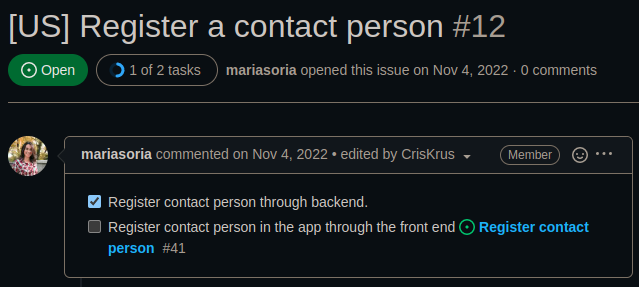 [US] Register a contact person #12
Open 1 of 2 tasks mariasoria opened this issue on Nov 4, 2022 · 0 comments
mariasoria commented on Nov 4, 2022 • edited by CrisKrus Member
Register contact person through backend.
Register contact person in the app through the front end Register contact
person #41